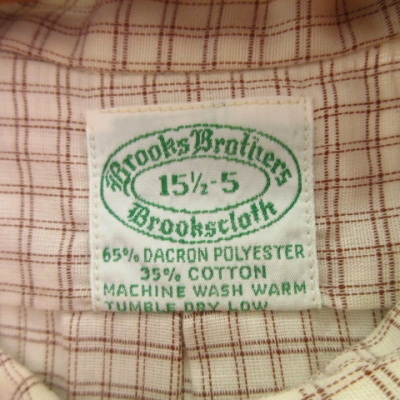 Brooks Brothers
15½-5
Brookscloth
65% DACRON POLYESTER
35% COTTON
MACHINE WASH WARM
TUMBLE DRY LOW